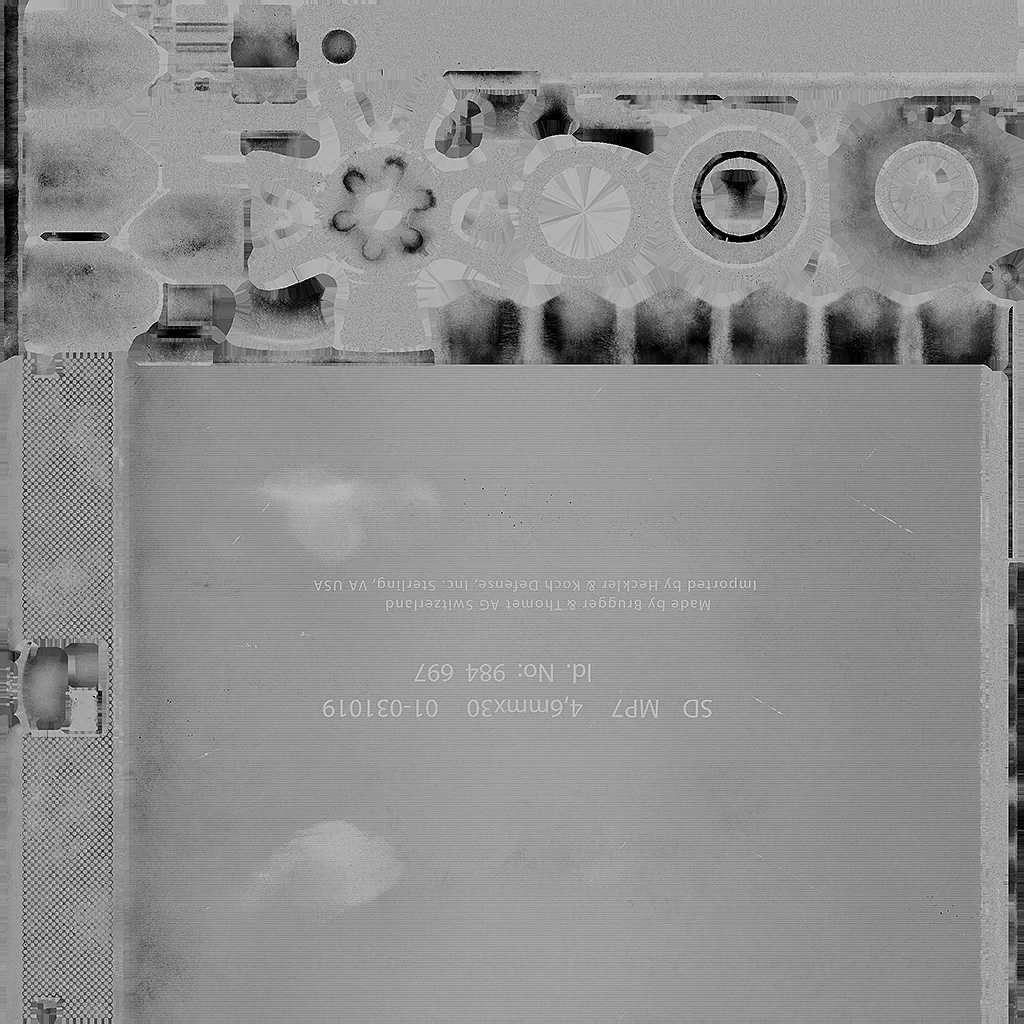 SD MP7 4,6mmx30 01-031019
Id. No: 984 697
Made by Brugger & Thomet AG Switzerland
Imported by Heckler & Koch Defense, Inc. Sterling, VA USA